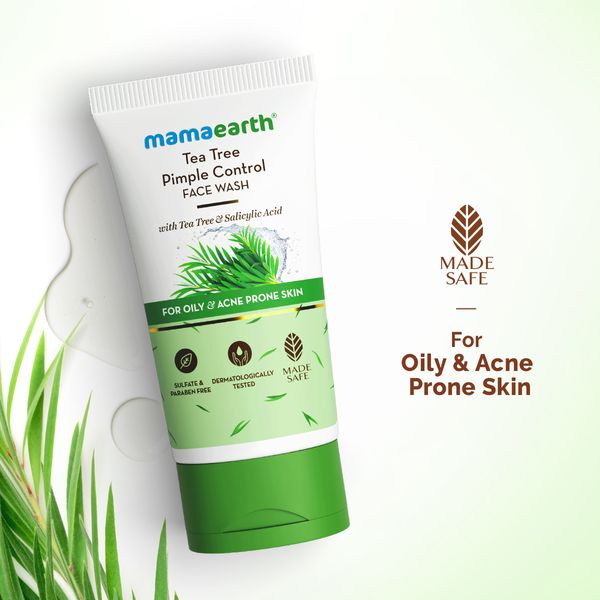 mamaearth®
Tea Tree
Pimple Control
FACE WASH
with Tea Tree & Salicylic Acid
FOR OILY & ACNE PRONE SKIN
SULFATE &
PARABEN FREE
DERMATOLOGICALLY
TESTED
MADE
SAFE
MADE
SAFE
For
Oily & Acne
Prone Skin